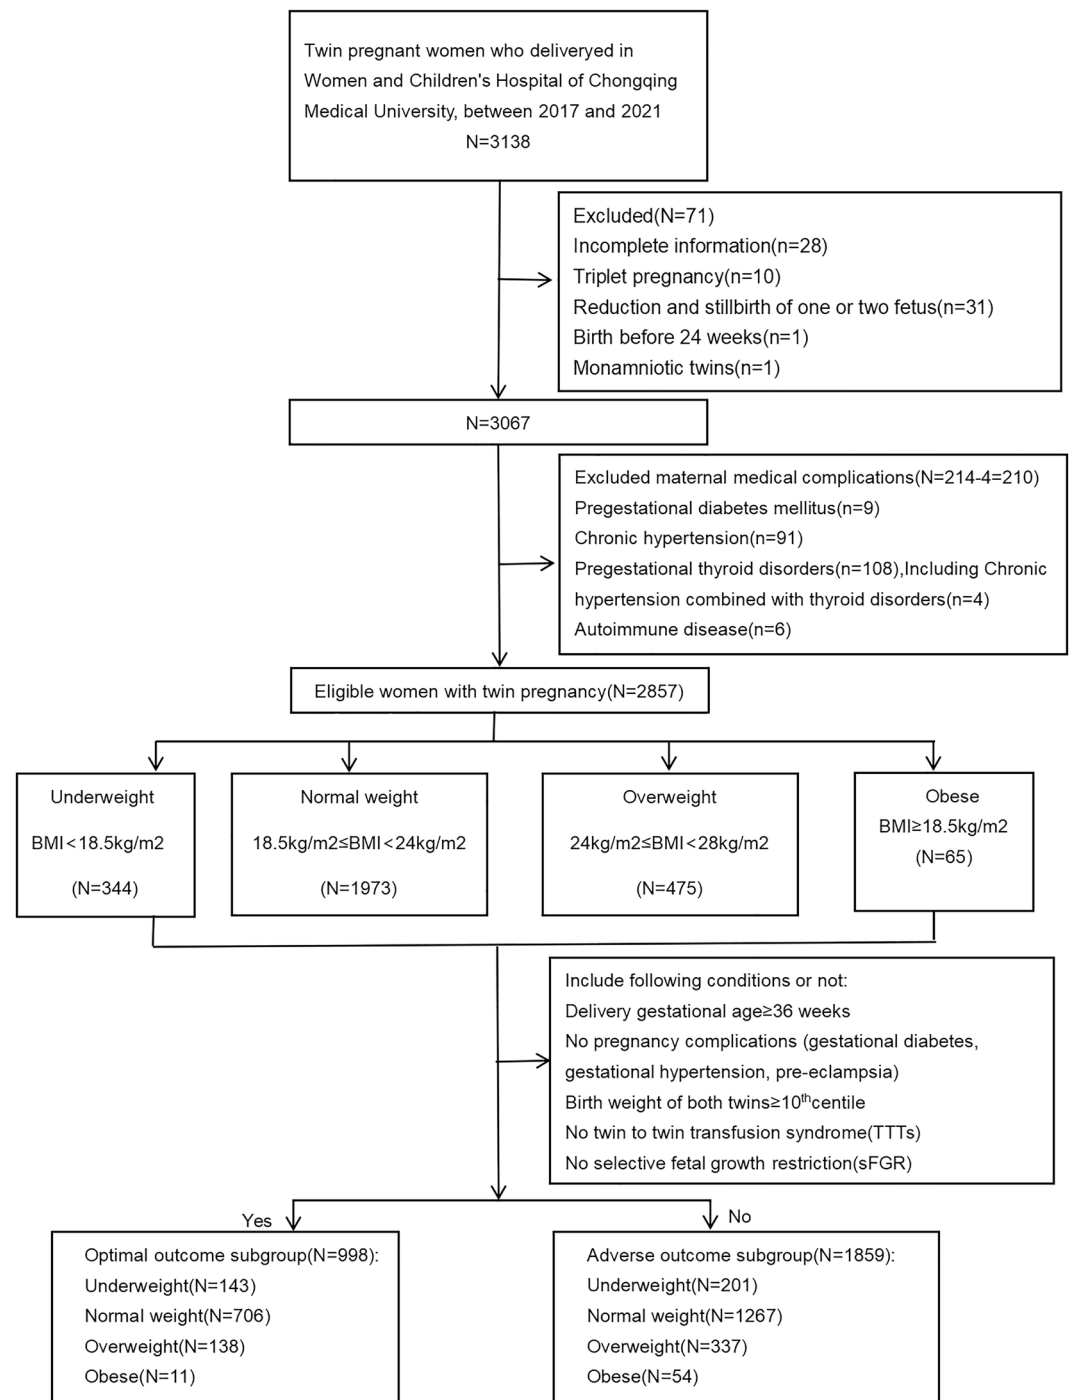 Twin pregnant women who deliveryed in
Women and Children's Hospital of Chongqing
Medical University, between 2017 and 2021
N=3138
Excluded(N=71)
Incomplete information(n=28)
Triplet pregnancy(n=10)
Reduction and stillbirth of one or two fetus(n=31)
Birth before 24 weeks(n=1)
Monamniotic twins(n=1)
N=3067
Excluded maternal medical complications(N=214-4=210)
Pregestational diabetes mellitus(n=9)
Chronic hypertension(n=91)
Pregestational thyroid disorders(n=108),Including Chronic
hypertension combined with thyroid disorders(n=4)
Autoimmune disease(n=6)
Eligible women with twin pregnancy(N=2857)
Underweight
BMI<18.5kg/m2
(N=344)
Normal weight
18.5kg/m2≤BMI<24kg/m2
(N=1973)
Overweight
24kg/m2≤BMI<28kg/m2
(N=475)
Obese
BMI≥18.5kg/m2
(N=65)
Include following conditions or not:
Delivery gestational age≥36 weeks
No pregnancy complications (gestational diabetes,
gestational hypertension, pre-eclampsia)
Birth weight of both twins≥10thcentile
No twin to twin transfusion syndrome(TTTs)
No selective fetal growth restriction(sFGR)
Yes
No
Optimal outcome subgroup(N=998):
Underweight(N=143)
Normal weight(N=706)
Overweight(N=138)
Obese(N=11)
Adverse outcome subgroup(N=1859):
Underweight(N=201)
Normal weight(N=1267)
Overweight(N=337)
Obese(N=54)